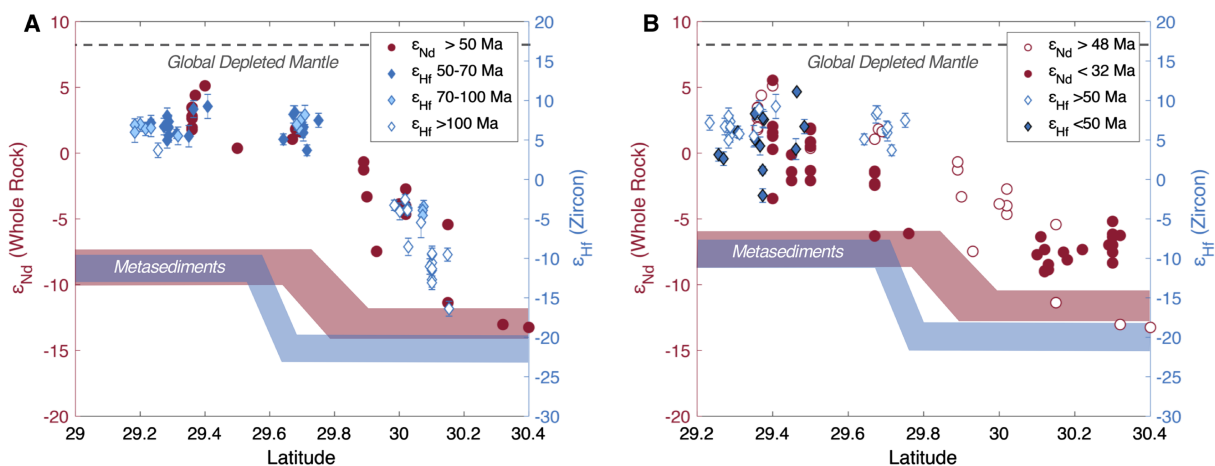 A
10
5
0
-5
-10
-15
-20
εNd (Whole Rock)
20
15
10
5
0
-5
-10
-15
-20
-25
-30
εHf (Zircon)
29
29.2
29.4
29.6
29.8
30
30.2
30.4
Latitude
Global Depleted Mantle
Metasediments
εNd > 50 Ma
εHf 50-70 Ma
εHf 70-100 Ma
εHf >100 Ma
B
10
5
0
-5
-10
-15
-20
εNd (Whole Rock)
20
15
10
5
0
-5
-10
-15
-20
-25
-30
εHf (Zircon)
29.2
29.4
29.6
29.8
30
30.2
30.4
Latitude
Global Depleted Mantle
Metasediments
εNd > 48 Ma
εNd < 32 Ma
εHf >50 Ma
εHf <50 Ma